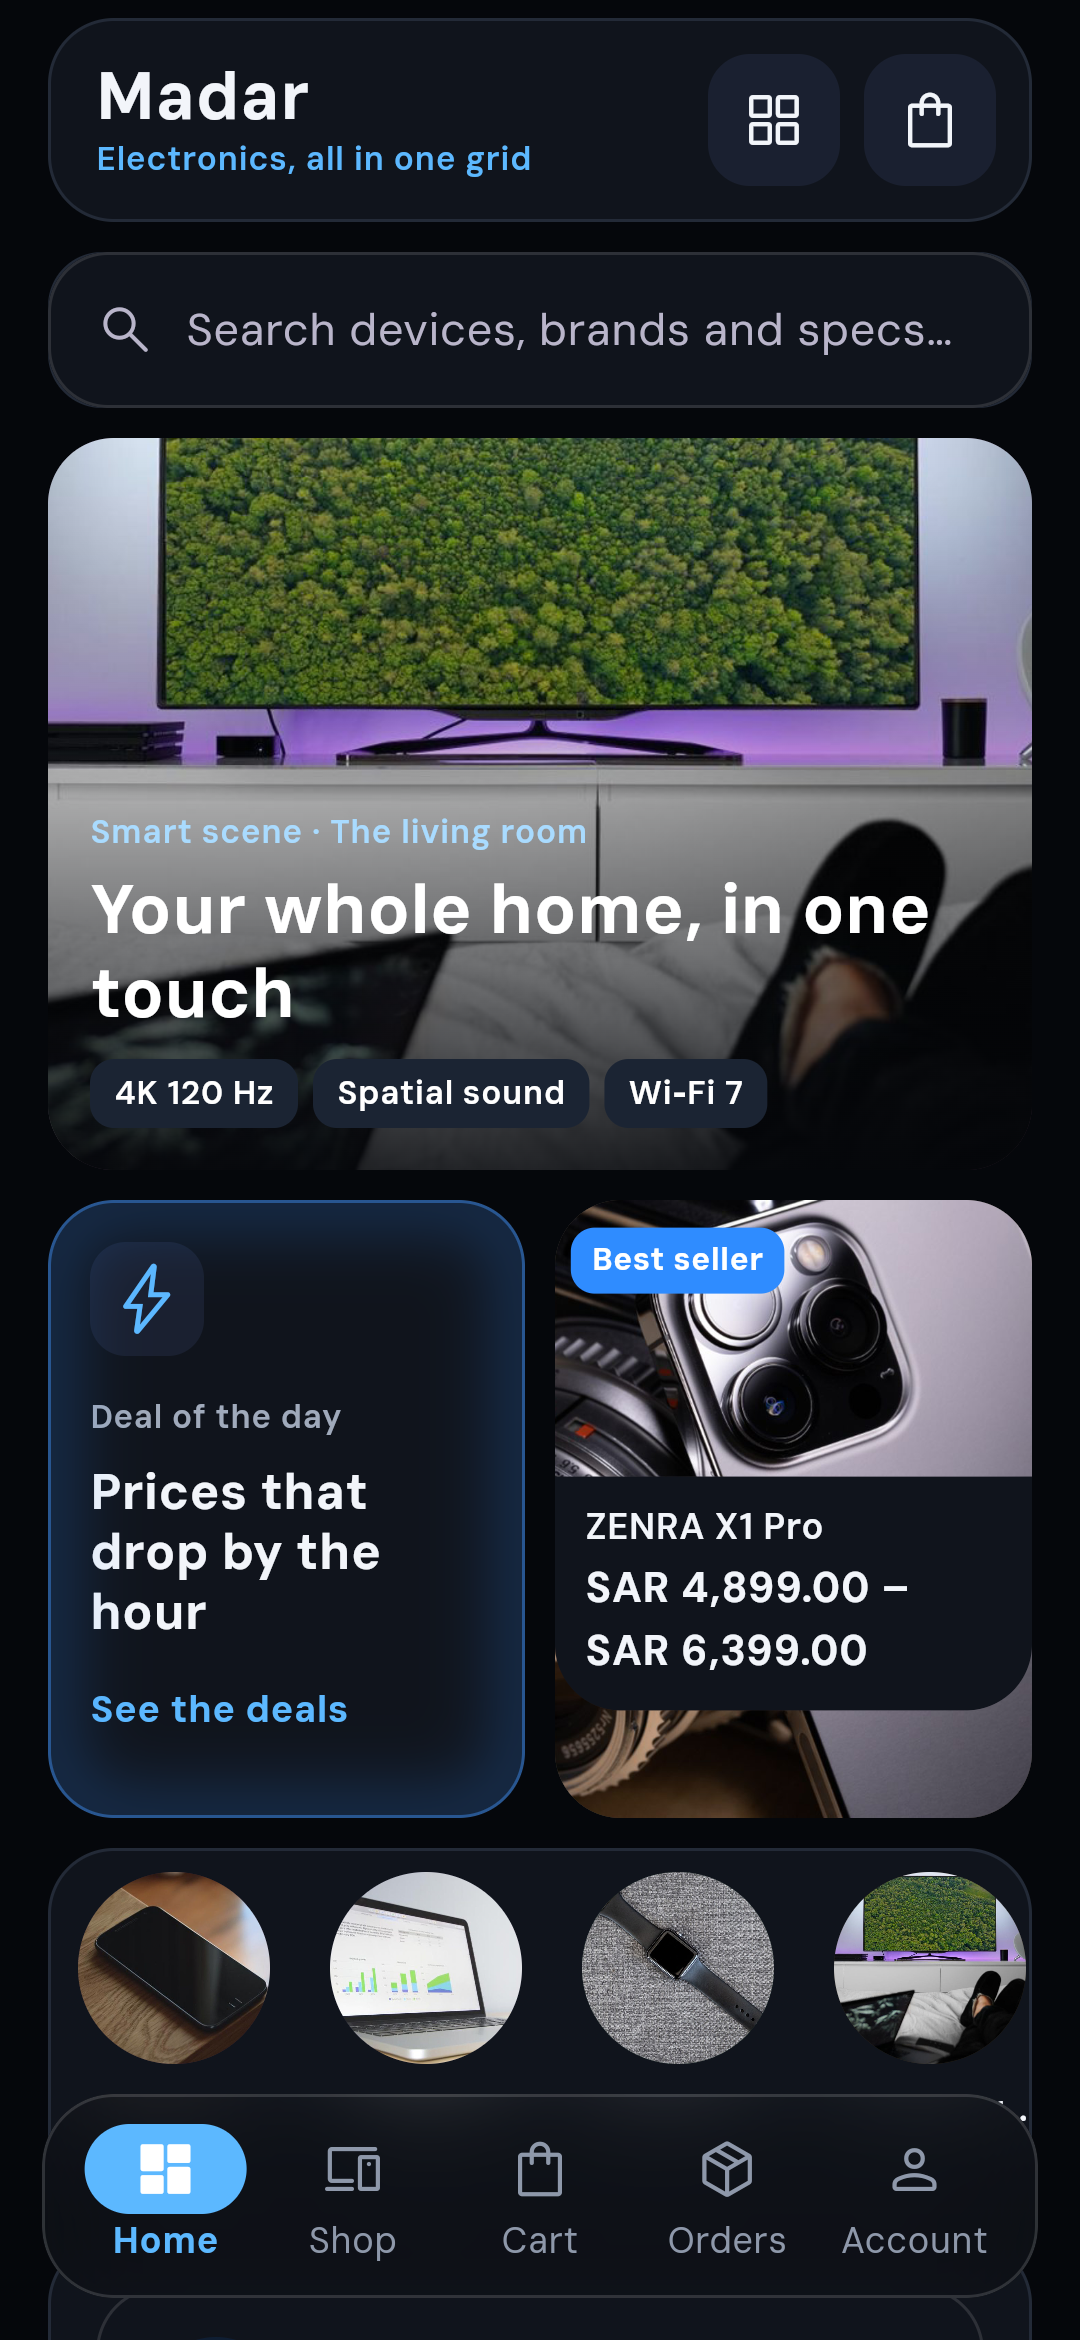 Madar
Electronics, all in one grid
Search devices, brands and specs...
Smart scene · The living room
Your whole home, in one
touch
4K 120 Hz
Spatial sound
Wi-Fi 7
Deal of the day
Prices that
drop by the
hour
See the deals
Best seller
ZENRA X1 Pro
SAR 4,899.00 –
SAR 6,399.00
Home
Shop
Cart
Orders
Account